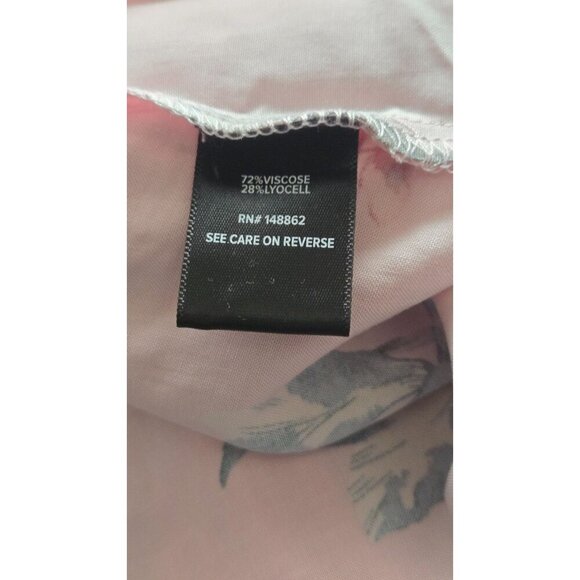 72%VISCOSE
28%LYOCELL
RN# 148862
SEE CARE ON REVERSE